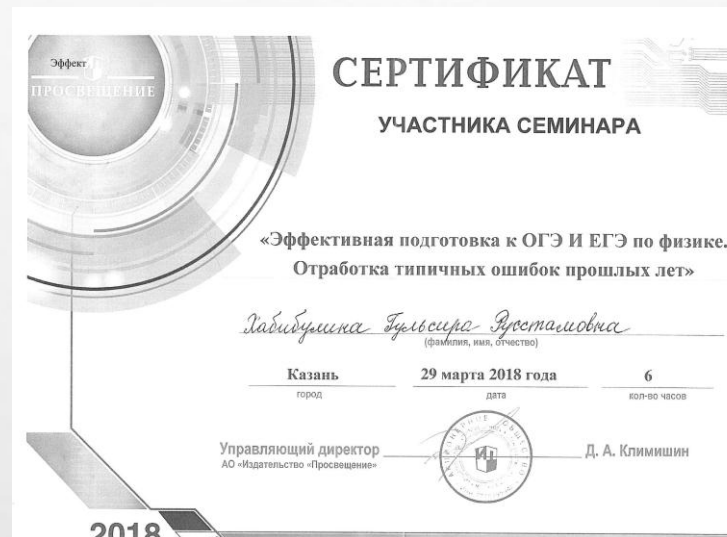 Эффект
ПРОСВЕЩЕНИЕ
СЕРТИФИКАТ
УЧАСТНИКА СЕМИНАРА
«Эффективная подготовка к ОГЭ И ЕГЭ по физике.
Отработка типичных ошибок прошлых лет»
Хабибулина Гульсира Русстамовна
(фамилия, имя, отчество)
Казань 29 марта 2018 года 6
город дата кол-во часов
Управляющий директор Д. А. Климишин
АО «Издательство «Просвещение»
2018